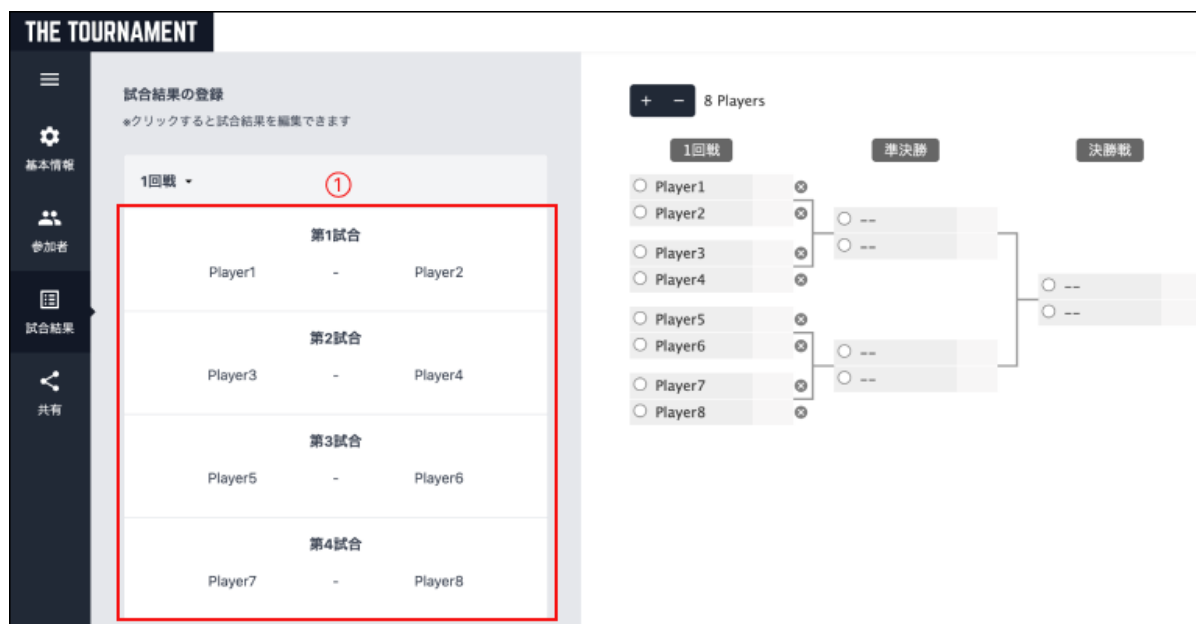 THE TOURNAMENT
基本情報
参加者
試合結果
共有
試合結果の登録
※クリックすると試合結果を編集できます
1回戦
①
第1試合
Player1 - Player2
第2試合
Player3 - Player4
第3試合
Player5 - Player6
第4試合
Player7 - Player8
+ − 8 Players
1回戦 準決勝 決勝戦
Player1
Player2
Player3
Player4
Player5
Player6
Player7
Player8
--
--
--
--
--
--